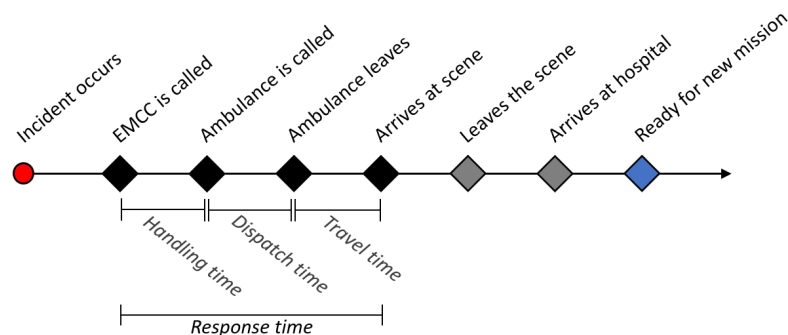 Incident occurs
EMCC is called
Ambulance is called
Ambulance leaves
Arrives at scene
Leaves the scene
Arrives at hospital
Ready for new mission
Handling time
Dispatch time
Travel time
Response time